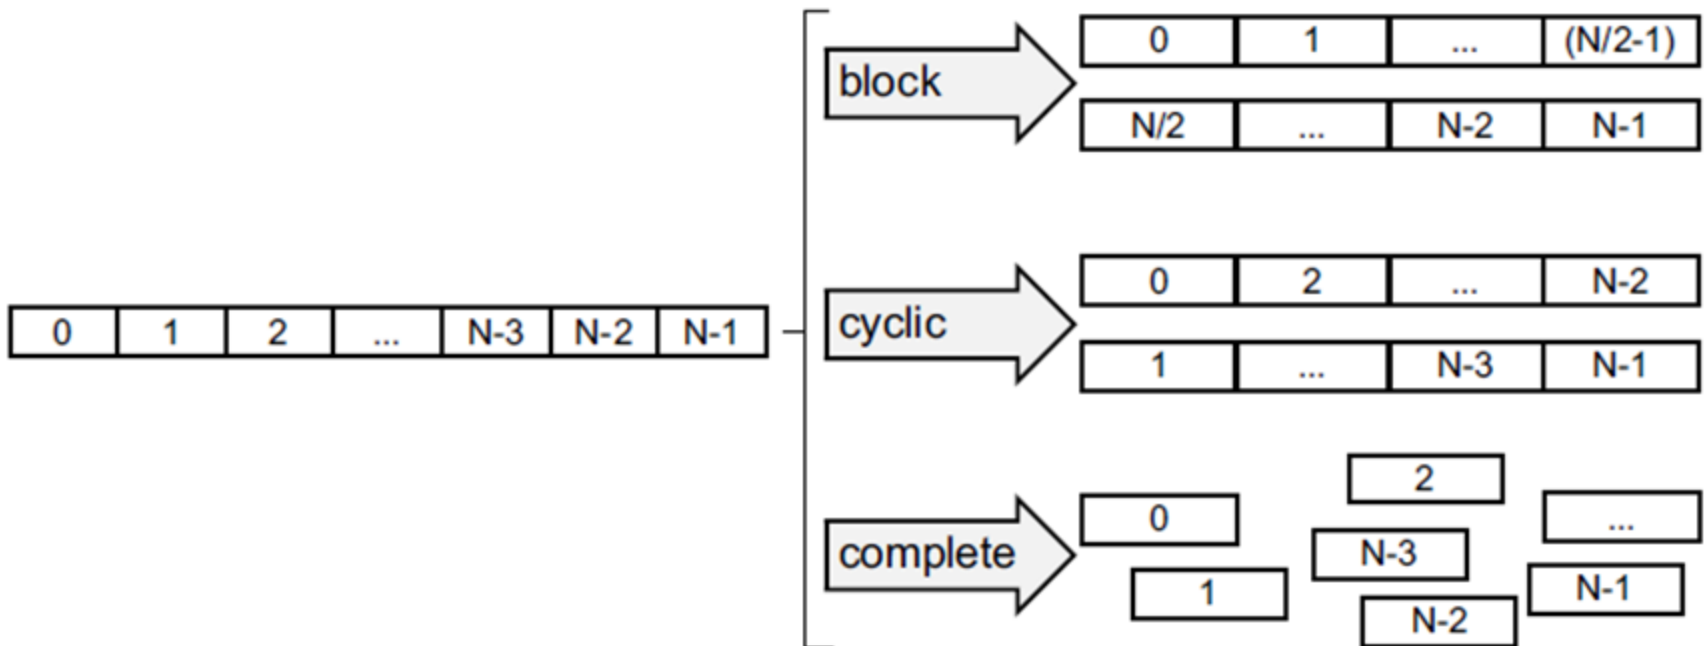 0 1 2 ... N-3 N-2 N-1
block
0 1 ... (N/2-1)
N/2 ... N-2 N-1
cyclic
0 2 ... N-2
1 ... N-3 N-1
complete
2
0
...
N-3
1
N-1
N-2